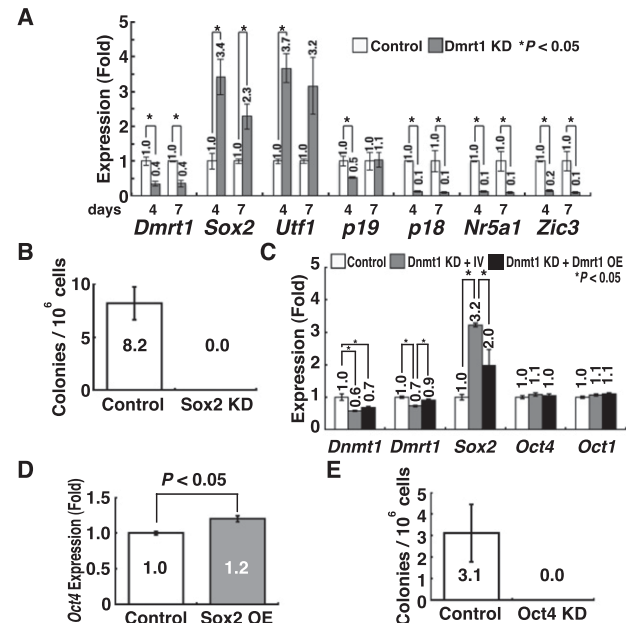 A
Expression (Fold)
5
4
3
2
1
0
Control Dmrt1 KD *P < 0.05
* * * * * * * * * * * *
1.0 0.4 1.0 0.4 1.0 3.4 1.0 2.3 1.0 3.7 1.0 3.2 1.0 0.5 1.0 1.1 1.0 0.1 1.0 0.1 1.0 0.1 1.0 0.1 1.0 0.2 1.0 0.1
days 4 7 4 7 4 7 4 7 4 7 4 7 4 7
Dmrt1 Sox2 Utf1 p19 p18 Nr5a1 Zic3
B
Colonies / 10⁶ cells
10
5
0
8.2 0.0
Control Sox2 KD
C
Control Dnmt1 KD + IV Dnmt1 KD + Dmrt1 OE
*P < 0.05
Expression (Fold)
5
4
3
2
1
0
* * * * * *
1.0 0.6 0.7 1.0 0.7 0.9 1.0 3.2 2.0 1.0 1.1 1.0 1.0 1.1 1.1
Dnmt1 Dmrt1 Sox2 Oct4 Oct1
D
Oct4 Expression (Fold)
1.5
1.0
0.5
0
P < 0.05
1.0 1.2
Control Sox2 OE
E
Colonies / 10⁶ cells
5
4
3
2
1
0
3.1 0.0
Control Oct4 KD